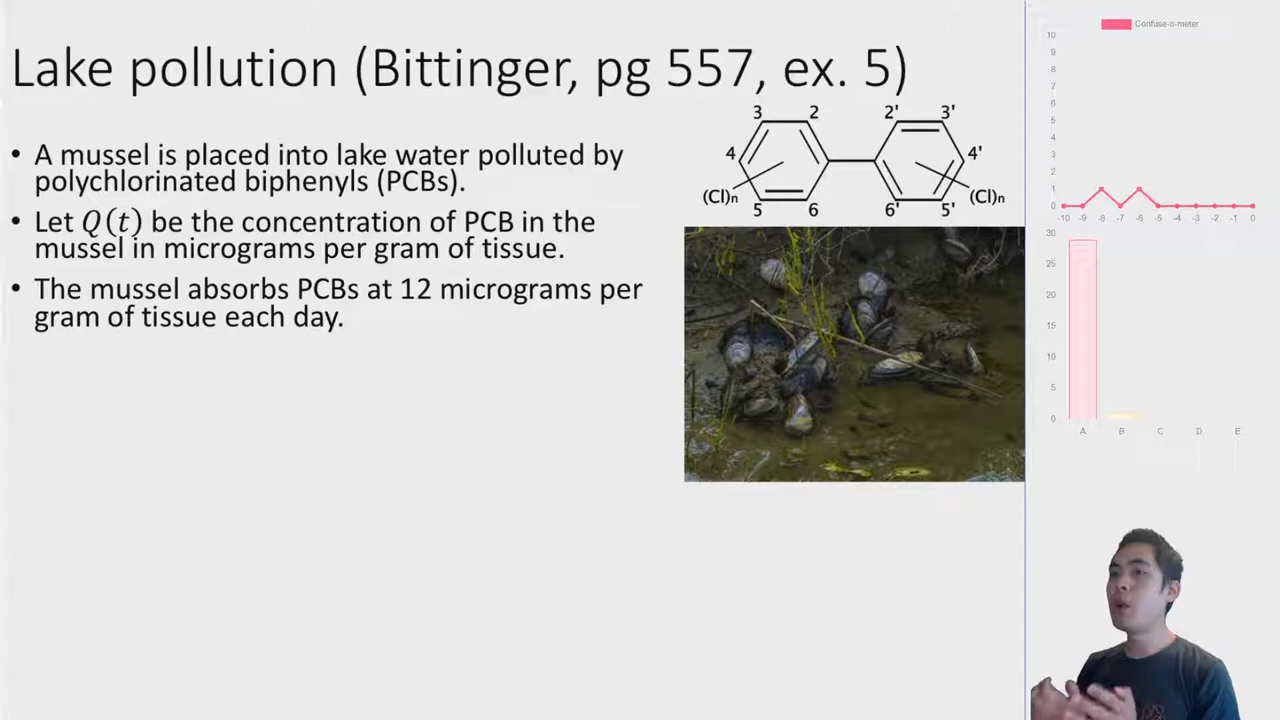 Lake pollution (Bittinger, pg 557, ex. 5)
• A mussel is placed into lake water polluted by
polychlorinated biphenyls (PCBs).
• Let Q(t) be the concentration of PCB in the
mussel in micrograms per gram of tissue.
• The mussel absorbs PCBs at 12 micrograms per
gram of tissue each day.
3 2 2' 3'
4 4'
(Cl)n (Cl)n
5 6 6' 5'
Confuse-o-meter
10
9
8
7
6
5
4
3
2
1
0
-10 -9 -8 -7 -6 -5 -4 -3 -2 -1 0
30
25
20
15
10
5
0
A B C D E